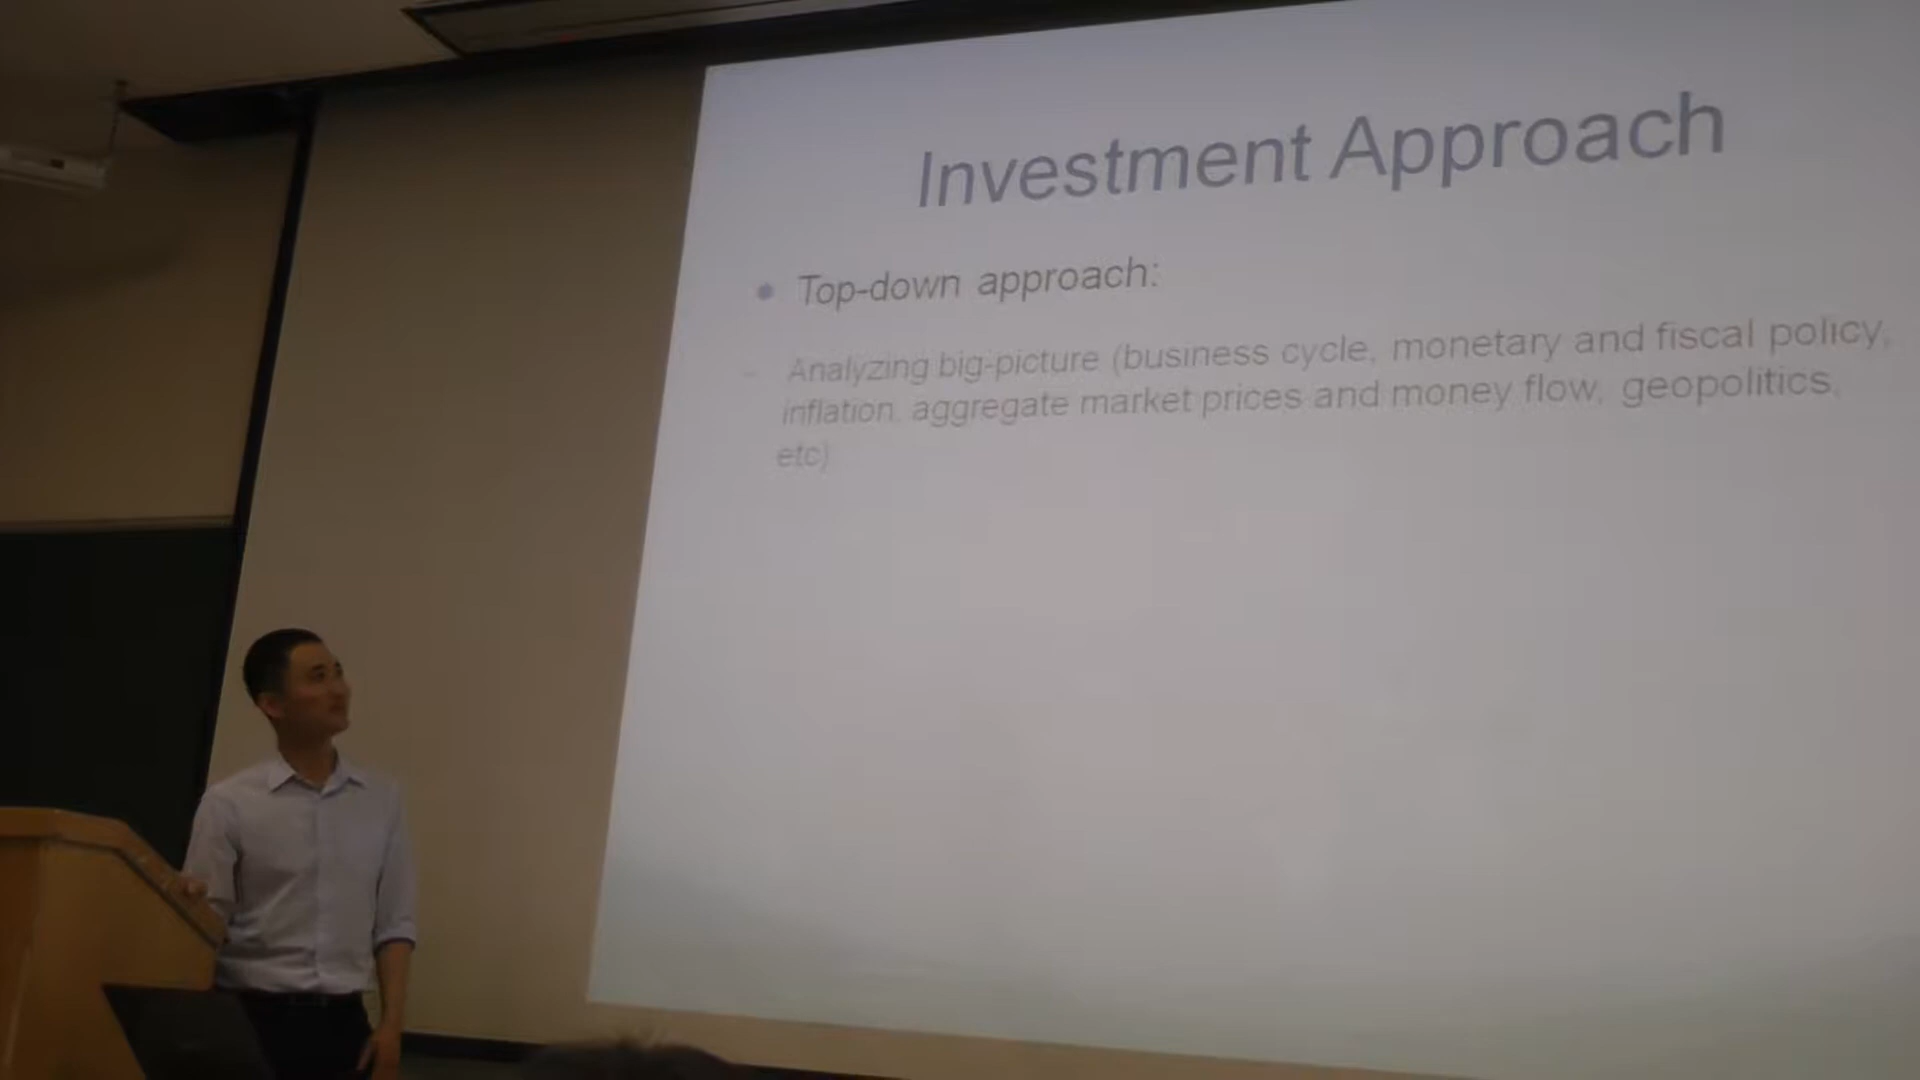 Investment Approach
Top-down approach:
- Analyzing big-picture (business cycle, monetary and fiscal policy,
inflation, aggregate market prices and money flow, geopolitics,
etc)